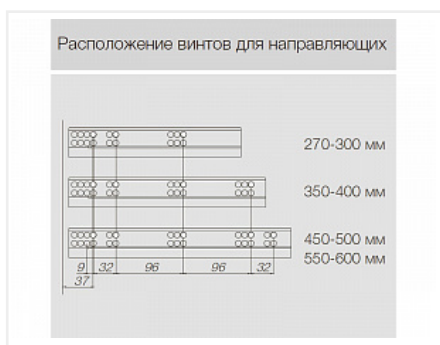 Расположение винтов для направляющих
270-300 мм
350-400 мм
450-500 мм
550-600 мм
9 32 96 96 32
37